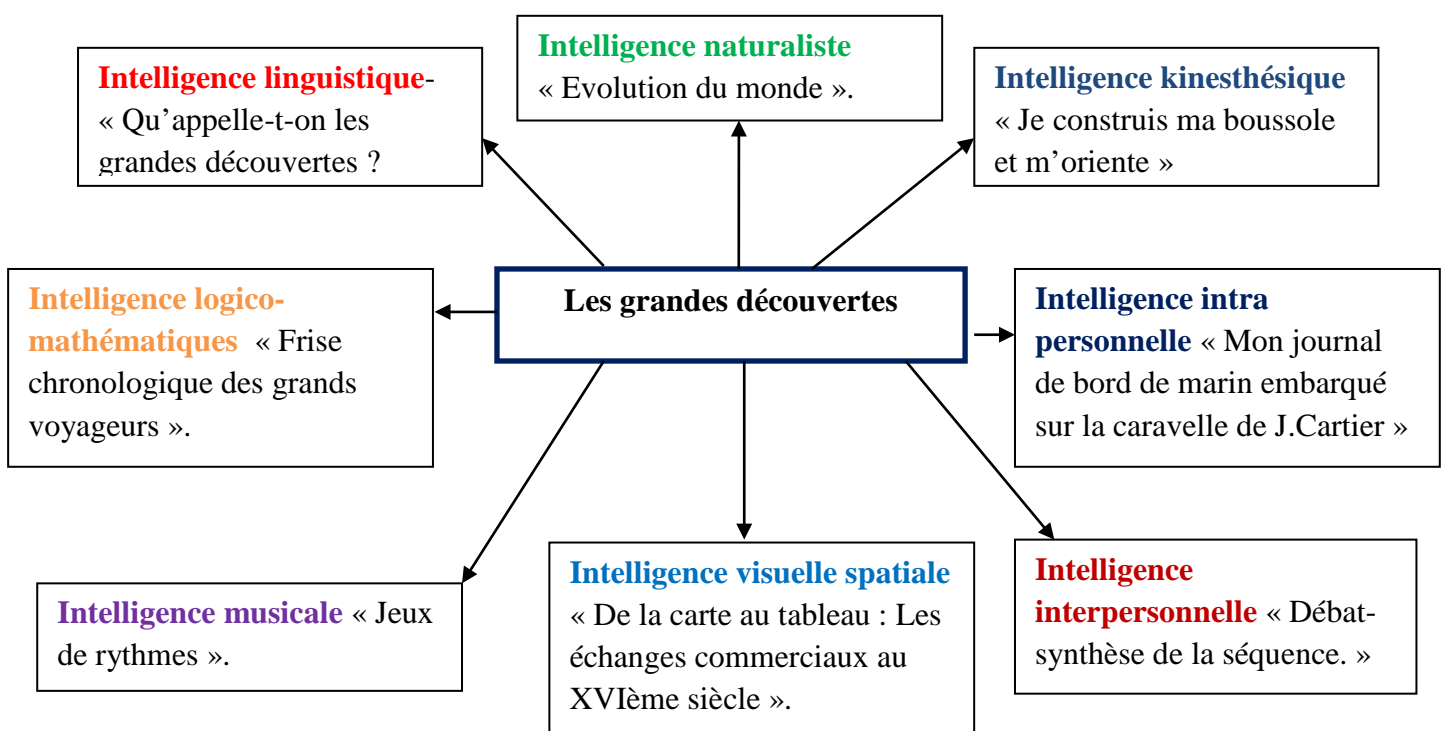 Intelligence linguistique-
« Qu’appelle-t-on les
grandes découvertes ?
Intelligence naturaliste
« Evolution du monde ».
Intelligence kinesthésique
« Je construis ma boussole
et m’oriente »
Intelligence logico-
mathématiques « Frise
chronologique des grands
voyageurs ».
Les grandes découvertes
Intelligence intra
personnelle « Mon journal
de bord de marin embarqué
sur la caravelle de J.Cartier »
Intelligence musicale « Jeux
de rythmes ».
Intelligence visuelle spatiale
« De la carte au tableau : Les
échanges commerciaux au
XVIème siècle ».
Intelligence
interpersonnelle « Débat-
synthèse de la séquence. »